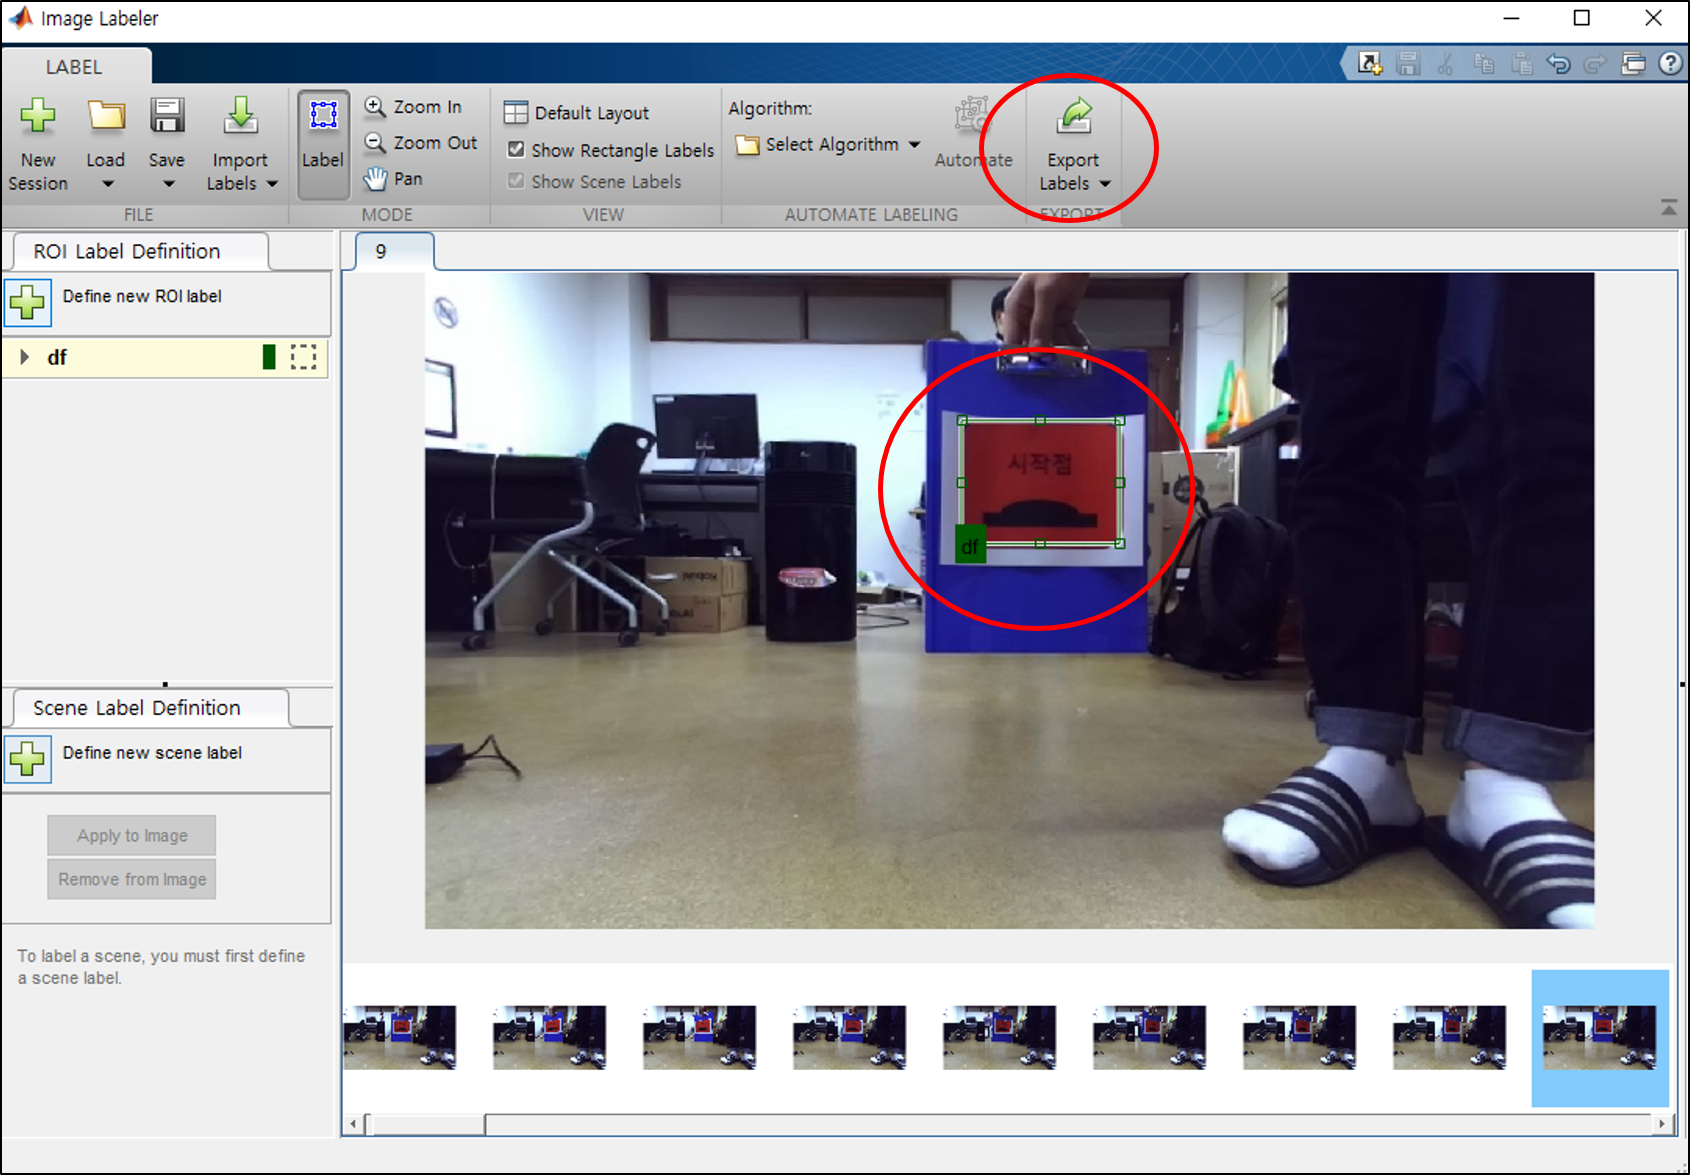 Image Labeler
LABEL
New Session
Load
Save
Import Labels
FILE
Label
Zoom In
Zoom Out
Pan
MODE
Default Layout
Show Rectangle Labels
Show Scene Labels
VIEW
Algorithm:
Select Algorithm
Automate
AUTOMATE LABELING
Export Labels
EXPORT
ROI Label Definition
Define new ROI label
df
9
시작점
df
Scene Label Definition
Define new scene label
Apply to Image
Remove from Image
To label a scene, you must first define
a scene label.